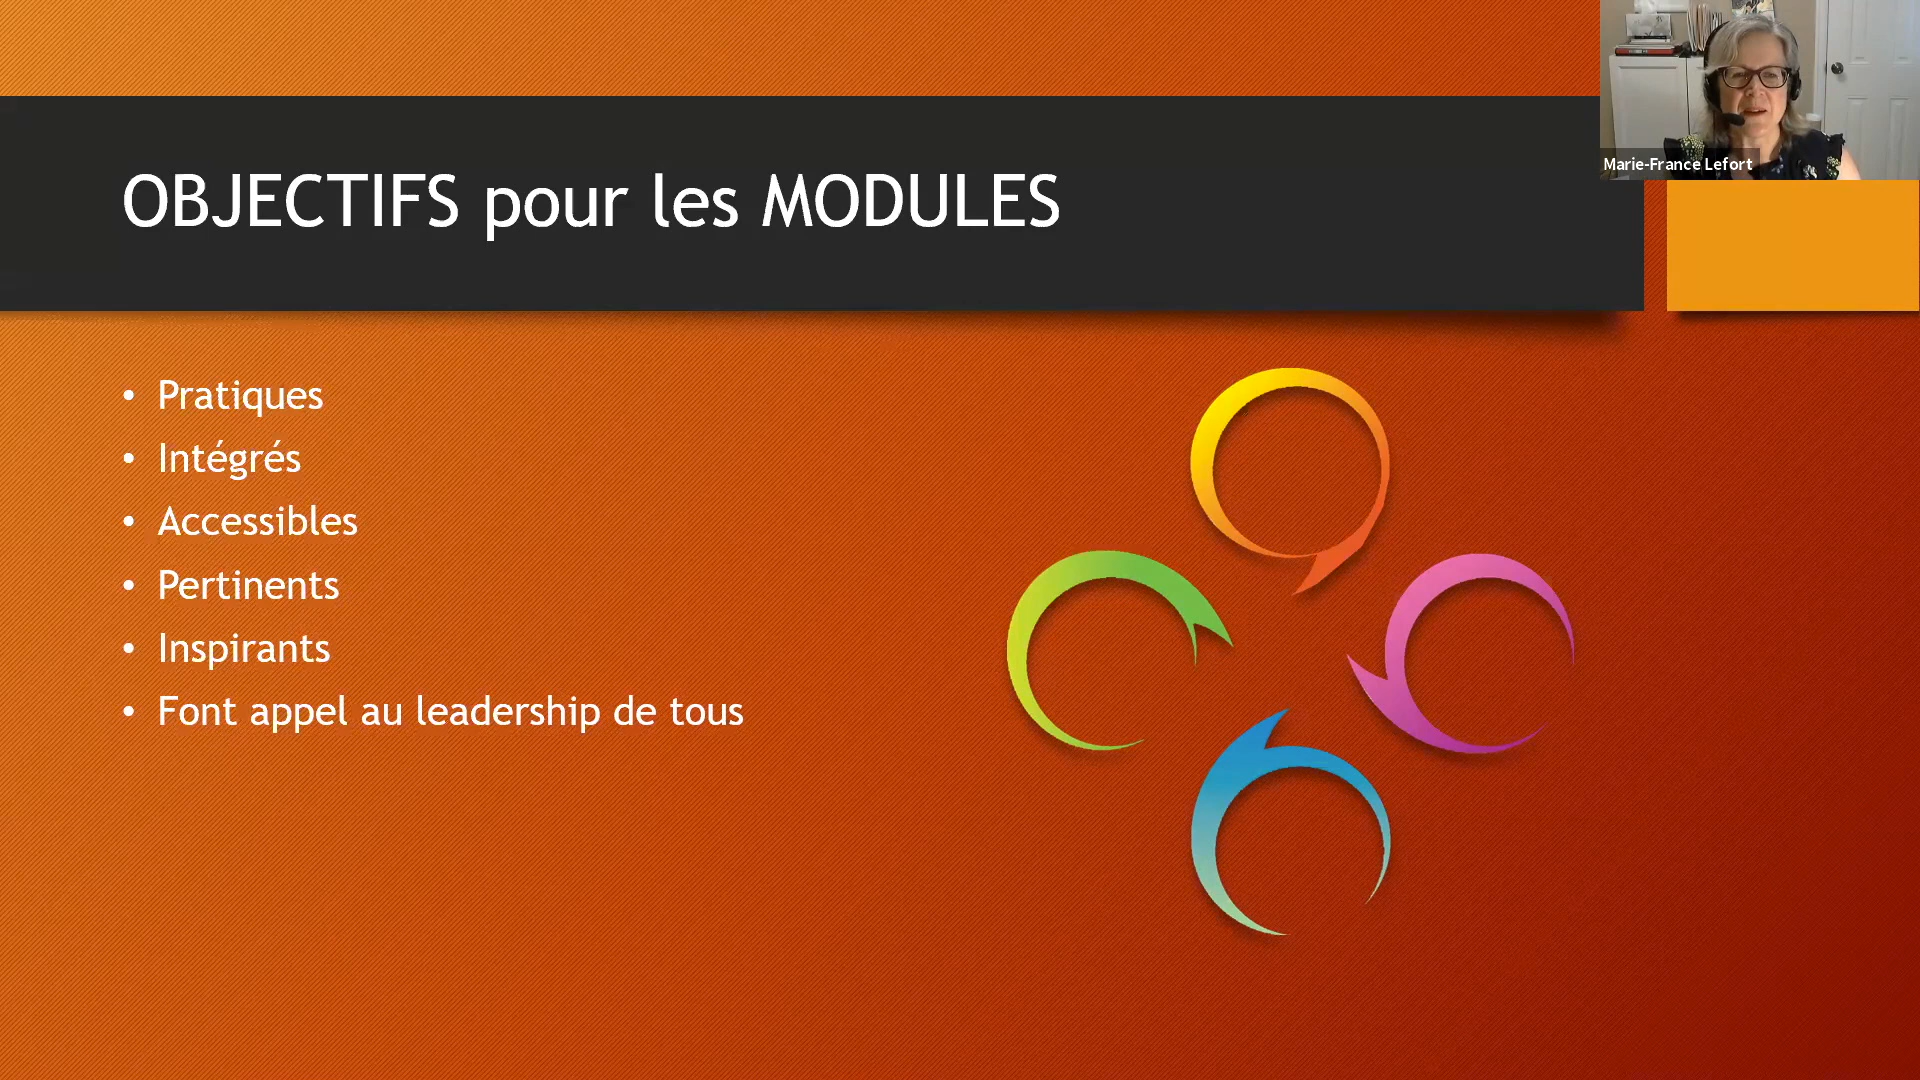 Marie-France Lefort
OBJECTIFS pour les MODULES
• Pratiques
• Intégrés
• Accessibles
• Pertinents
• Inspirants
• Font appel au leadership de tous